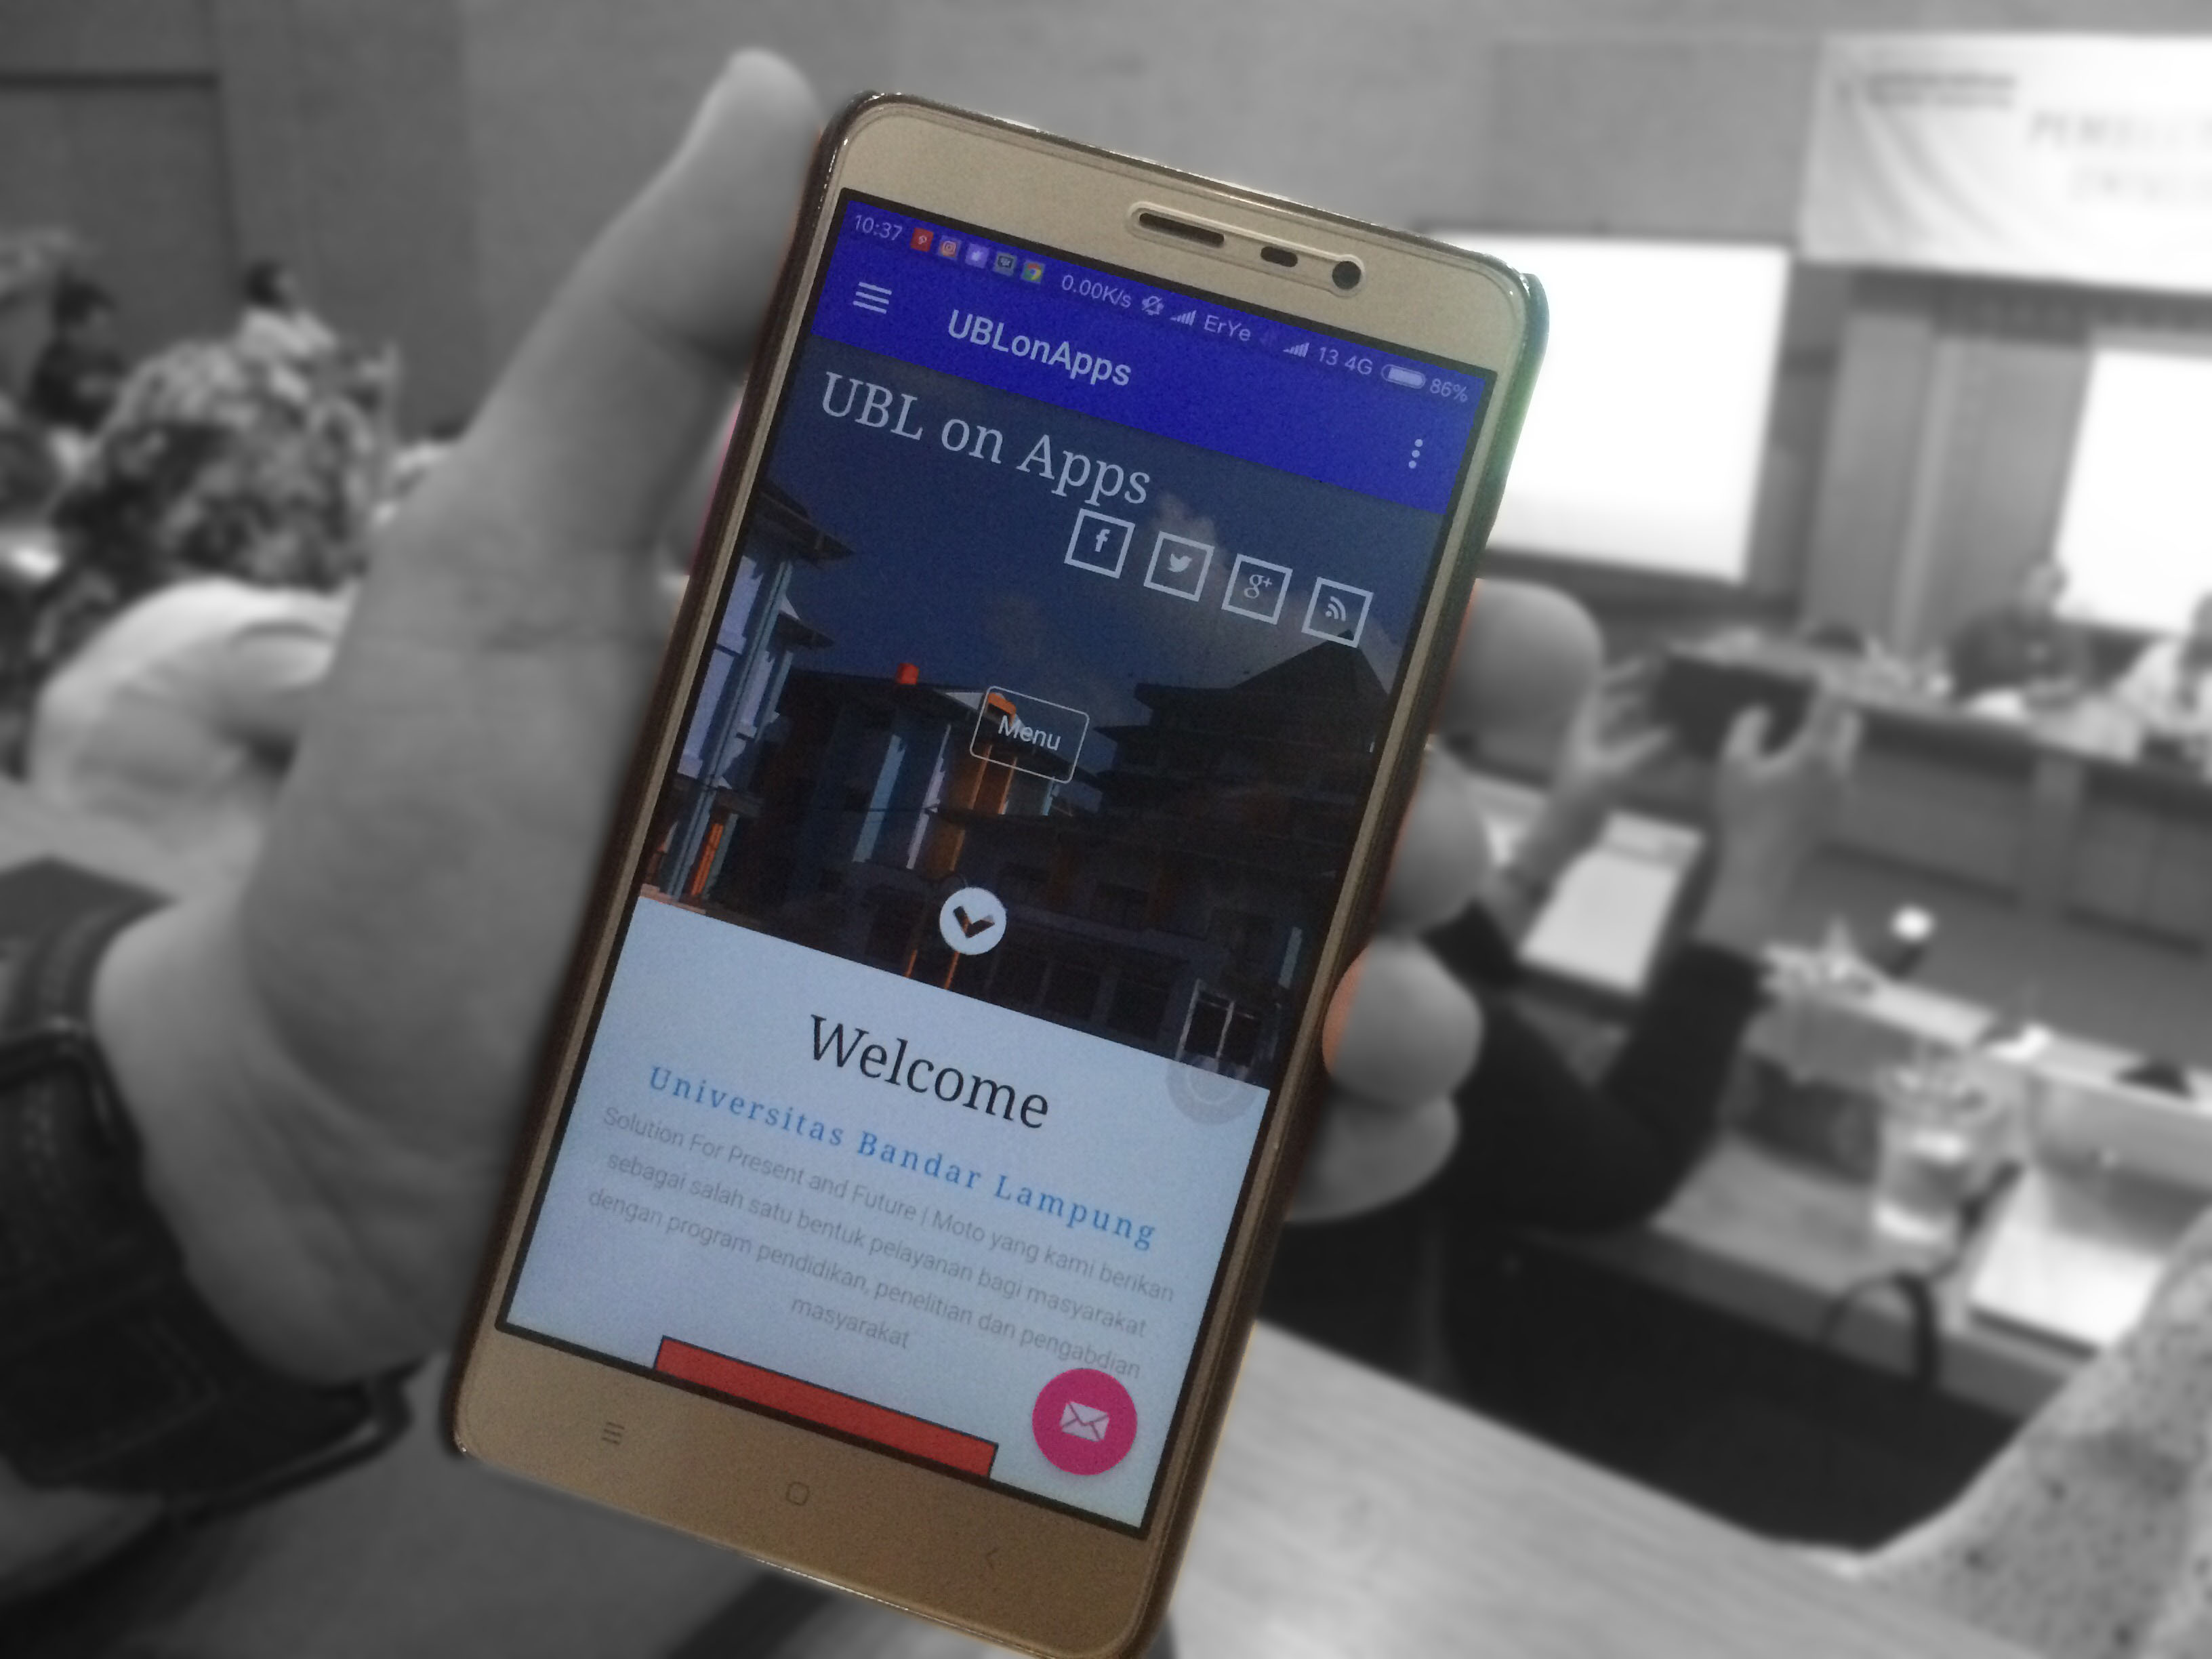 10:37 0.00K/s ErYe 13 4G 86%
UBLonApps
UBL on Apps
Menu
Welcome
Universitas Bandar Lampung
Solution For Present and Future | Moto yang kami berikan
sebagai salah satu bentuk pelayanan bagi masyarakat
dengan program pendidikan, penelitian dan pengabdian
masyarakat